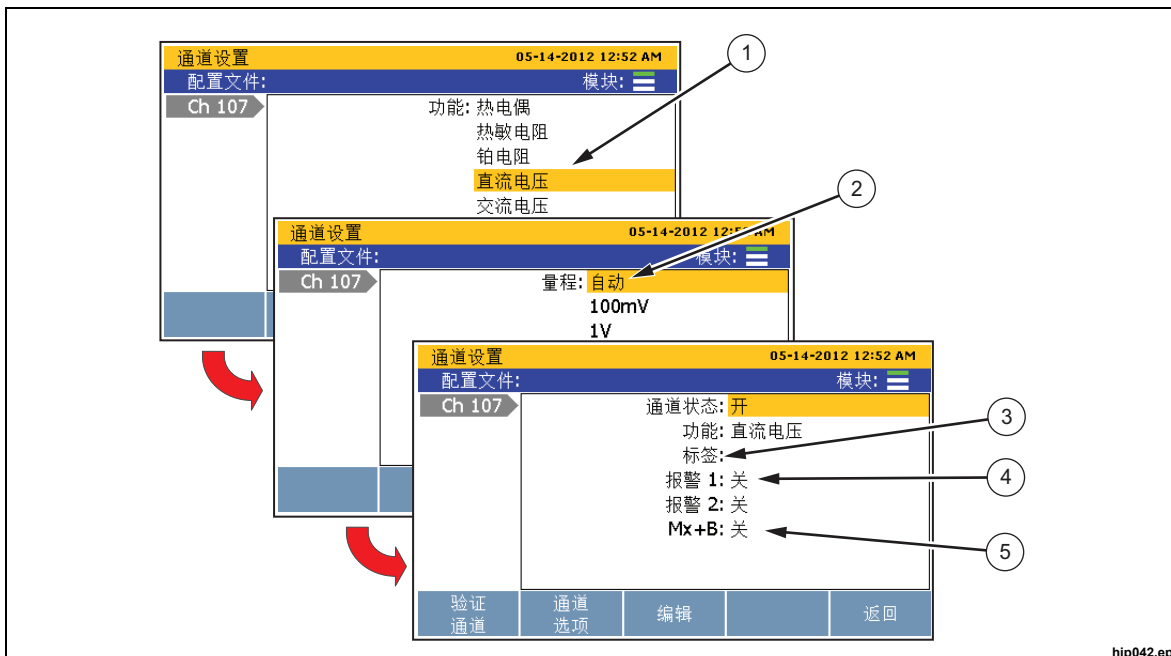 通道设置 05-14-2012 12:52 AM
配置文件: 模块:
Ch 107
功能: 热电偶
热敏电阻
铂电阻
直流电压
交流电压
1
通道设置 05-14-2012 12:52 AM
配置文件: 模块:
Ch 107
量程: 自动
100mV
1V
2
通道设置 05-14-2012 12:52 AM
配置文件: 模块:
Ch 107
通道状态: 开
功能: 直流电压
标签:
报警 1: 关
报警 2: 关
Mx+B: 关
3
4
5
验证 通道
通道 选项
编辑
返回
hip042.ep